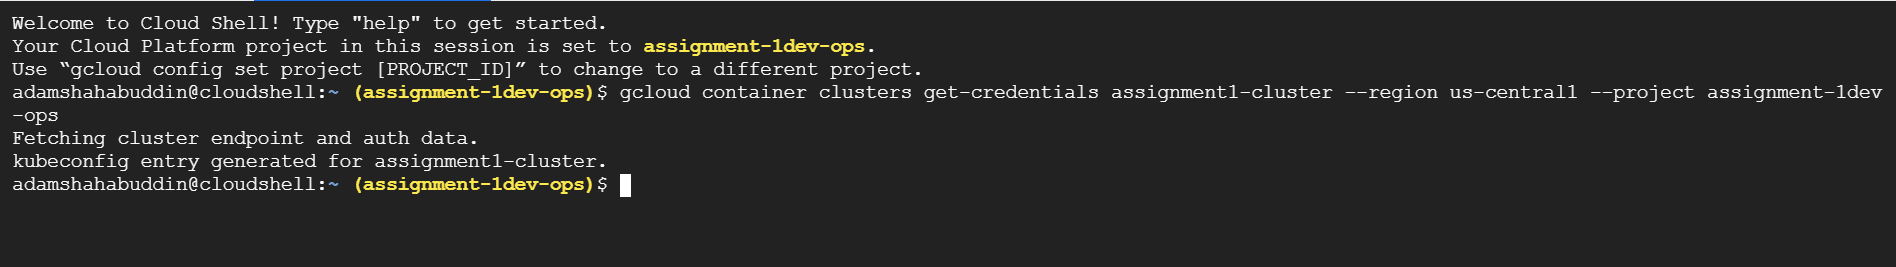 Welcome to Cloud Shell! Type "help" to get started.
Your Cloud Platform project in this session is set to assignment-1dev-ops.
Use “gcloud config set project [PROJECT_ID]” to change to a different project.
adamshahabuddin@cloudshell:~ (assignment-1dev-ops)$ gcloud container clusters get-credentials assignment1-cluster --region us-central1 --project assignment-1dev
-ops
Fetching cluster endpoint and auth data.
kubeconfig entry generated for assignment1-cluster.
adamshahabuddin@cloudshell:~ (assignment-1dev-ops)$